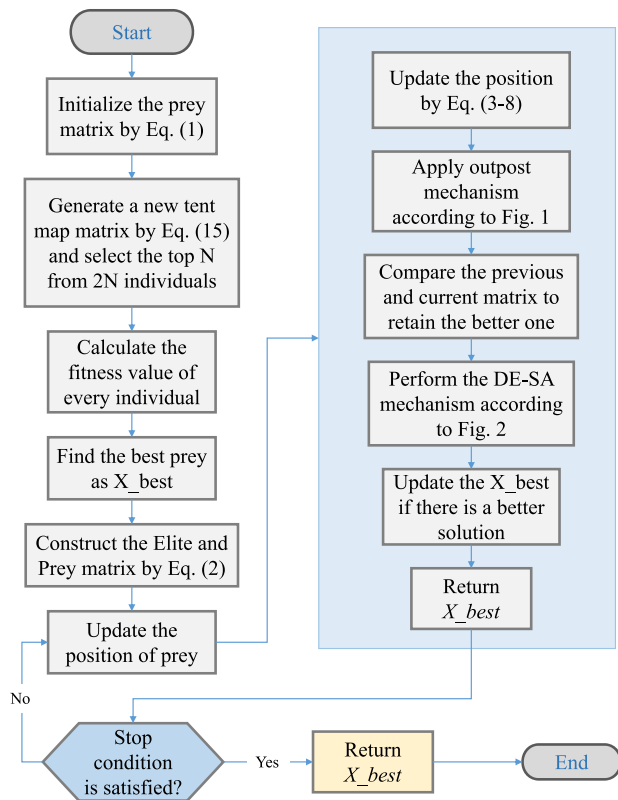 Start
Initialize the prey
matrix by Eq. (1)
Generate a new tent
map matrix by Eq. (15)
and select the top N
from 2N individuals
Calculate the
fitness value of
every individual
Find the best prey
as X_best
Construct the Elite and
Prey matrix by Eq. (2)
Update the
position of prey
Update the position
by Eq. (3-8)
Apply outpost
mechanism
according to Fig. 1
Compare the previous
and current matrix to
retain the better one
Perform the DE-SA
mechanism according
to Fig. 2
Update the X_best
if there is a better
solution
Return
X_best
No
Stop
condition
is satisfied?
Yes
Return
X_best
End